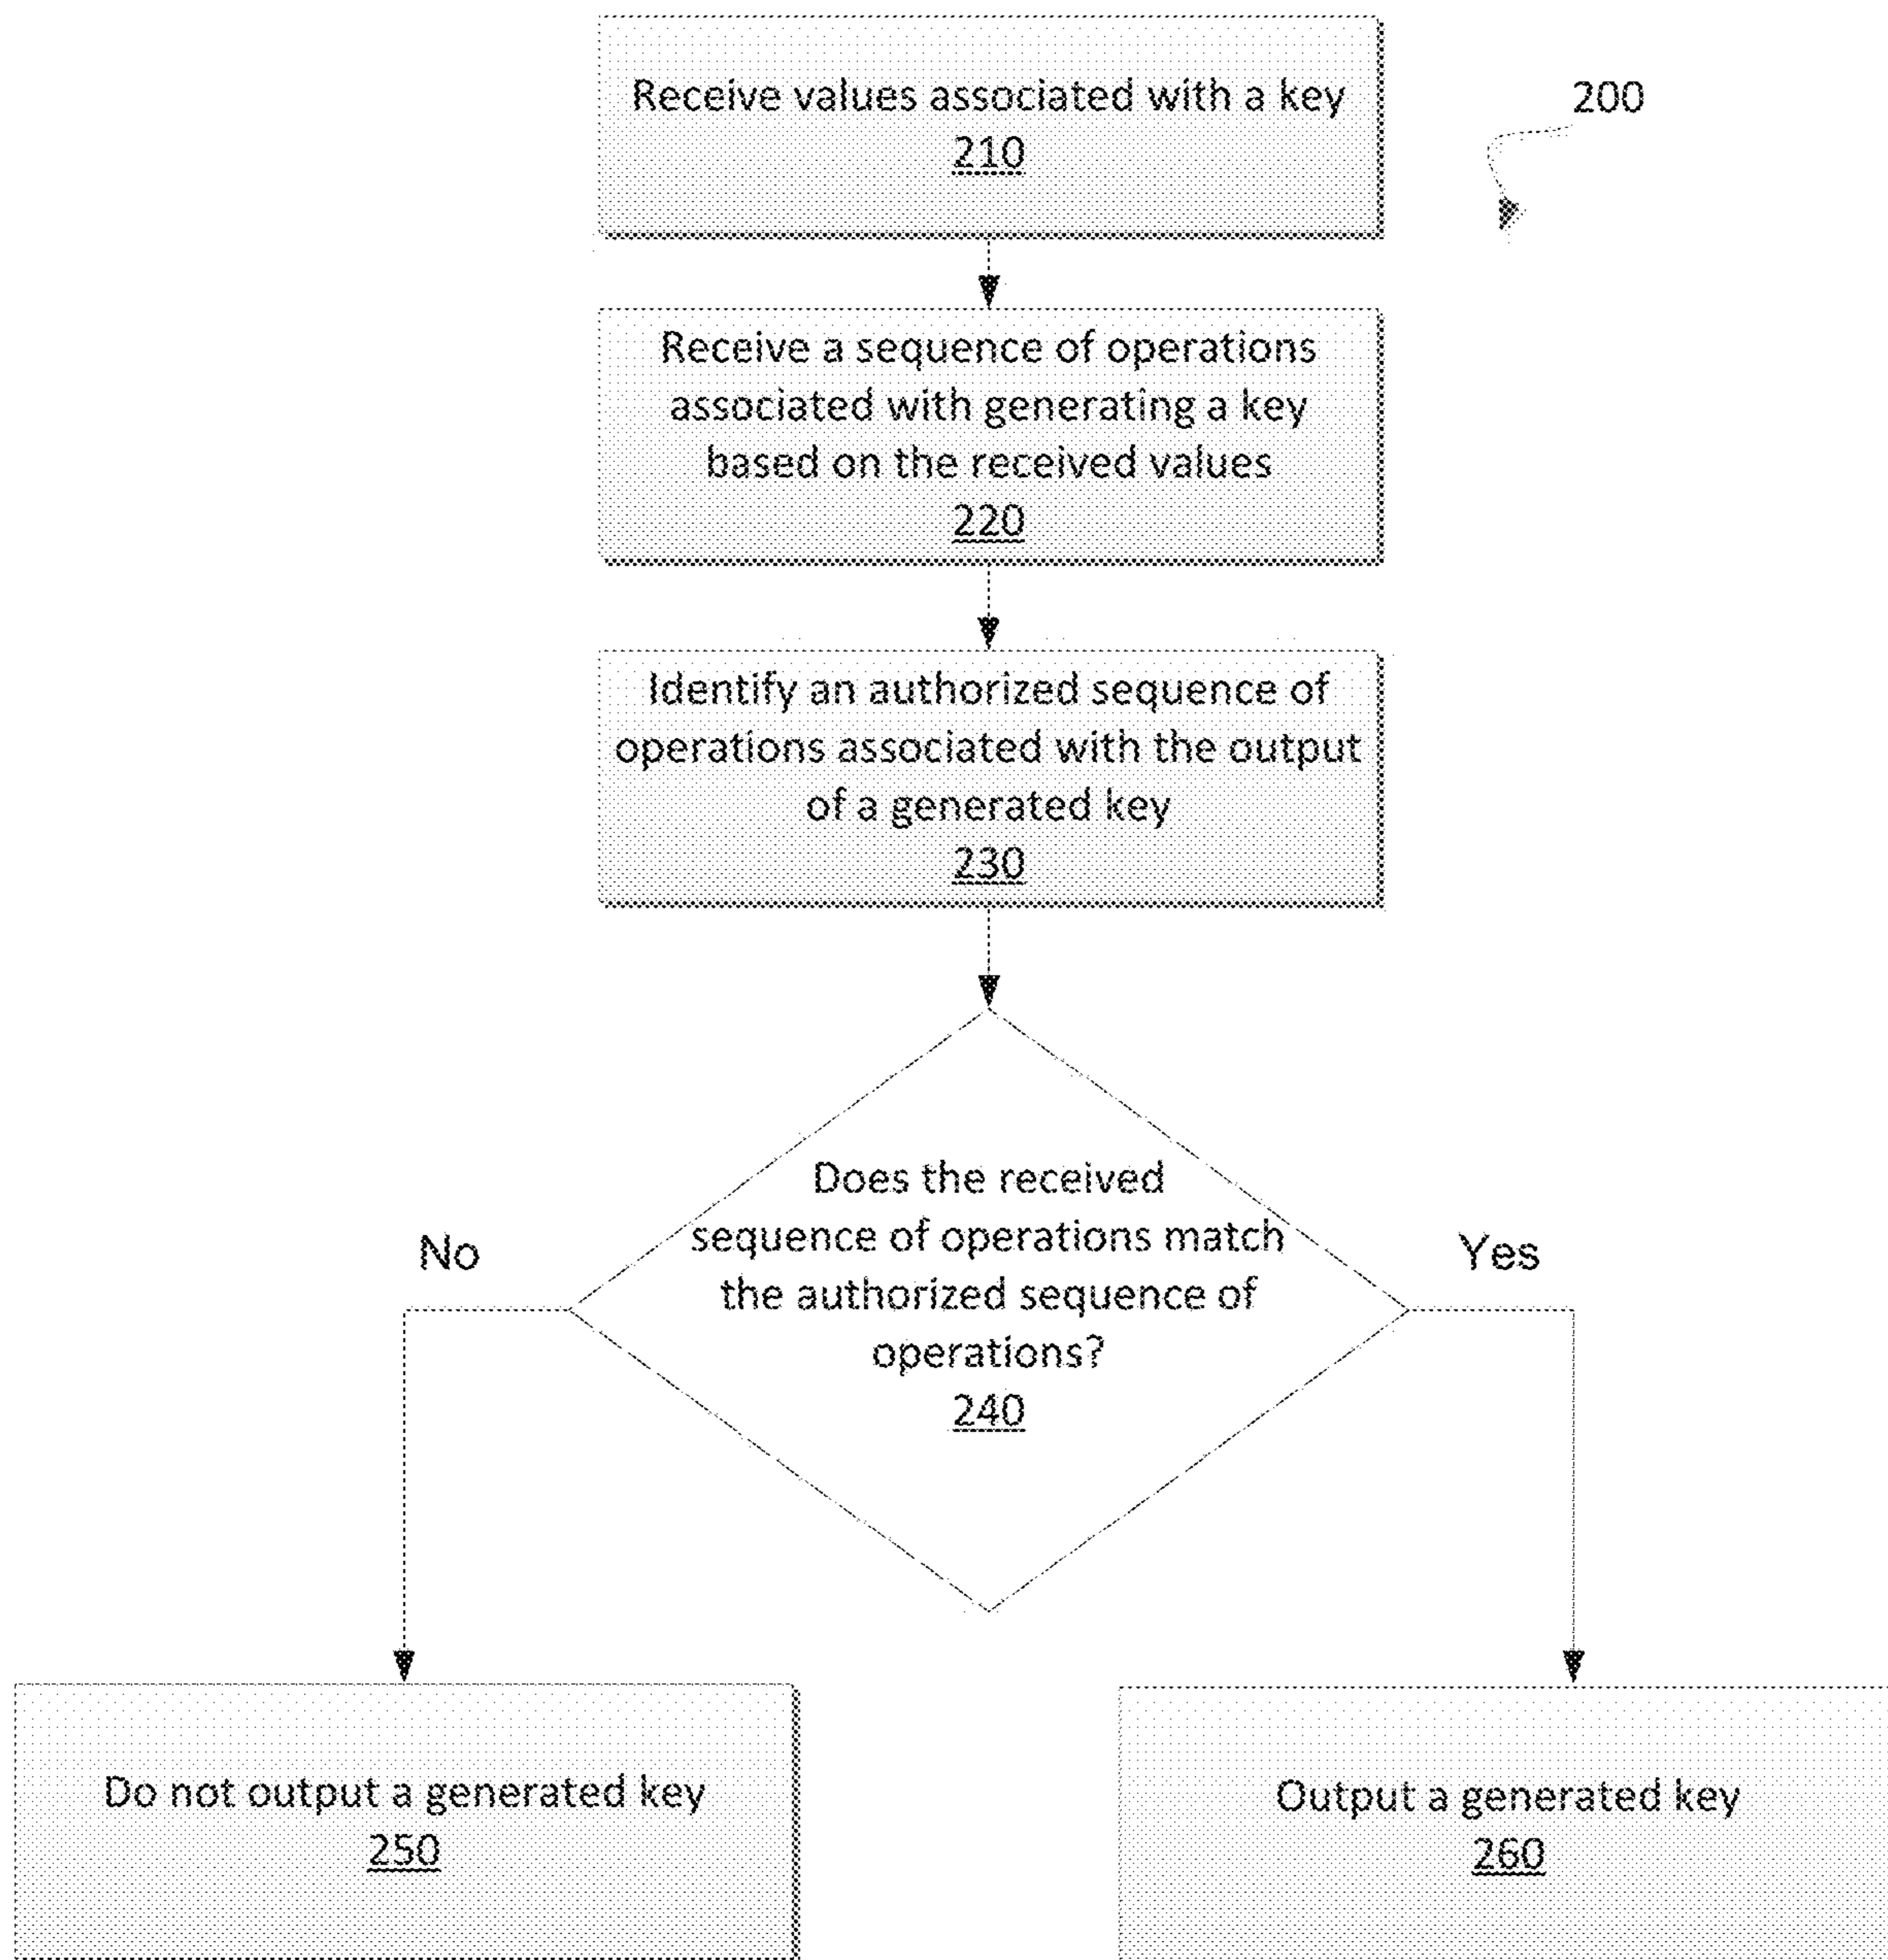 Receive values associated with a key
210
200
Receive a sequence of operations
associated with generating a key
based on the received values
220
Identify an authorized sequence of
operations associated with the output
of a generated key
230
Does the received
sequence of operations match
the authorized sequence of
operations?
240
No
Yes
Do not output a generated key
250
Output a generated key
260